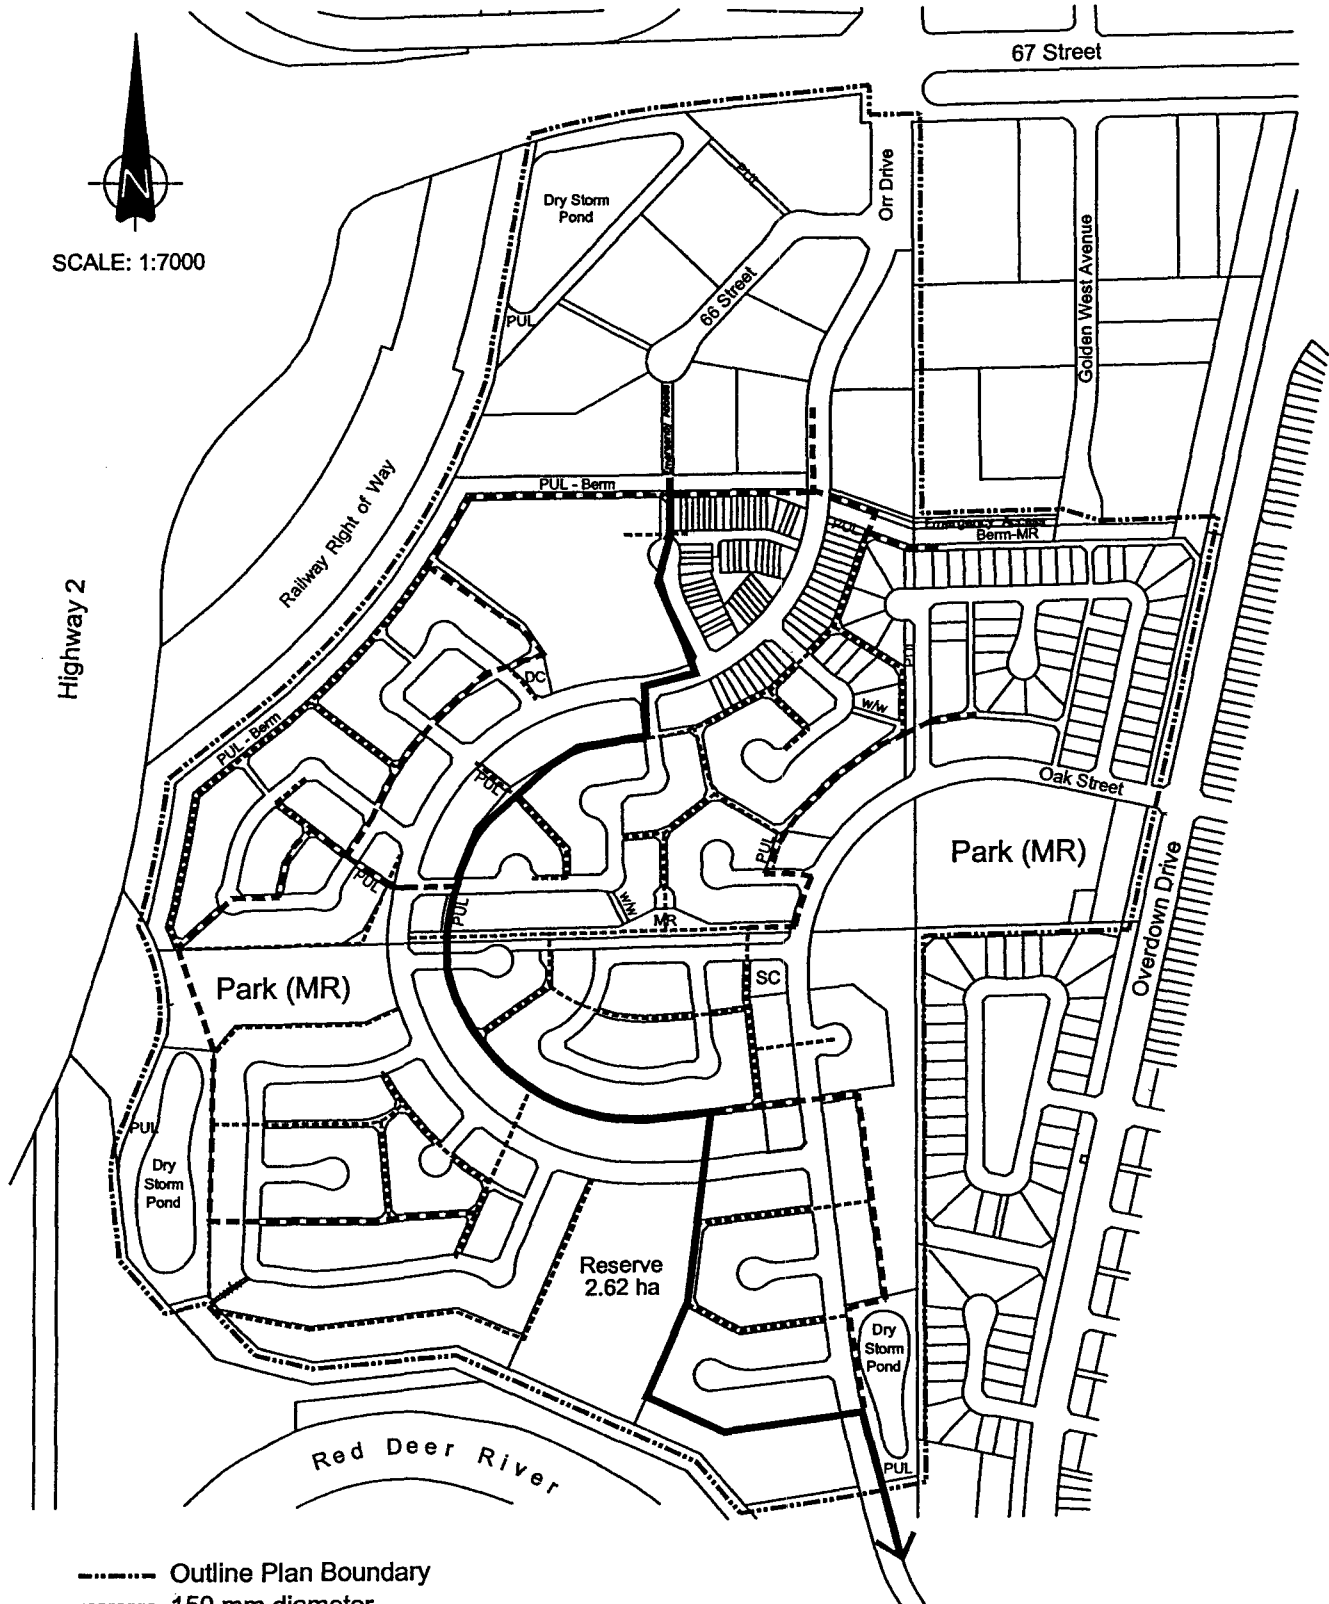 67 Street
N
SCALE: 1:7000
Dry Storm
Pond
PUL
Orr Drive
66 Street
Golden West Avenue
PUL
Emergency Access
PUL - Berm
PUL
Emergency Access
Berm-MR
Railway Right of Way
Highway 2
PUL
DC
W/W
PUL - Berm
PUL
Oak Street
PUL
Park (MR)
PUL
W/W
PUL
MR
Overdown Drive
Park (MR)
SC
PUL
Dry
Storm
Pond
Reserve
2.62 ha
Dry
Storm
Pond
PUL
Red Deer River
Outline Plan Boundary
150 mm diameter